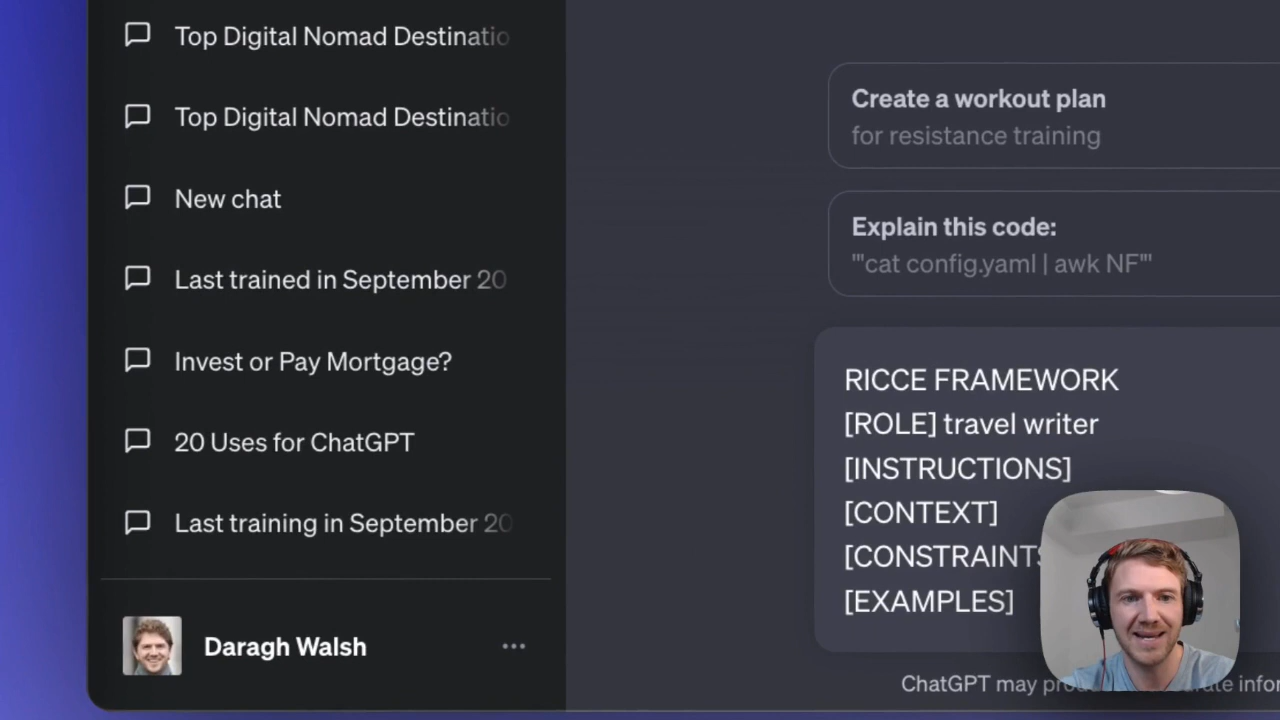 Top Digital Nomad Destinatio
Top Digital Nomad Destinatio
New chat
Last trained in September 20
Invest or Pay Mortgage?
20 Uses for ChatGPT
Last training in September 20
Daragh Walsh
Create a workout plan
for resistance training
Explain this code:
"'cat config.yaml | awk NF'"
RICCE FRAMEWORK
[ROLE] travel writer
[INSTRUCTIONS]
[CONTEXT]
[CONSTRAINTS
[EXAMPLES]
ChatGPT may